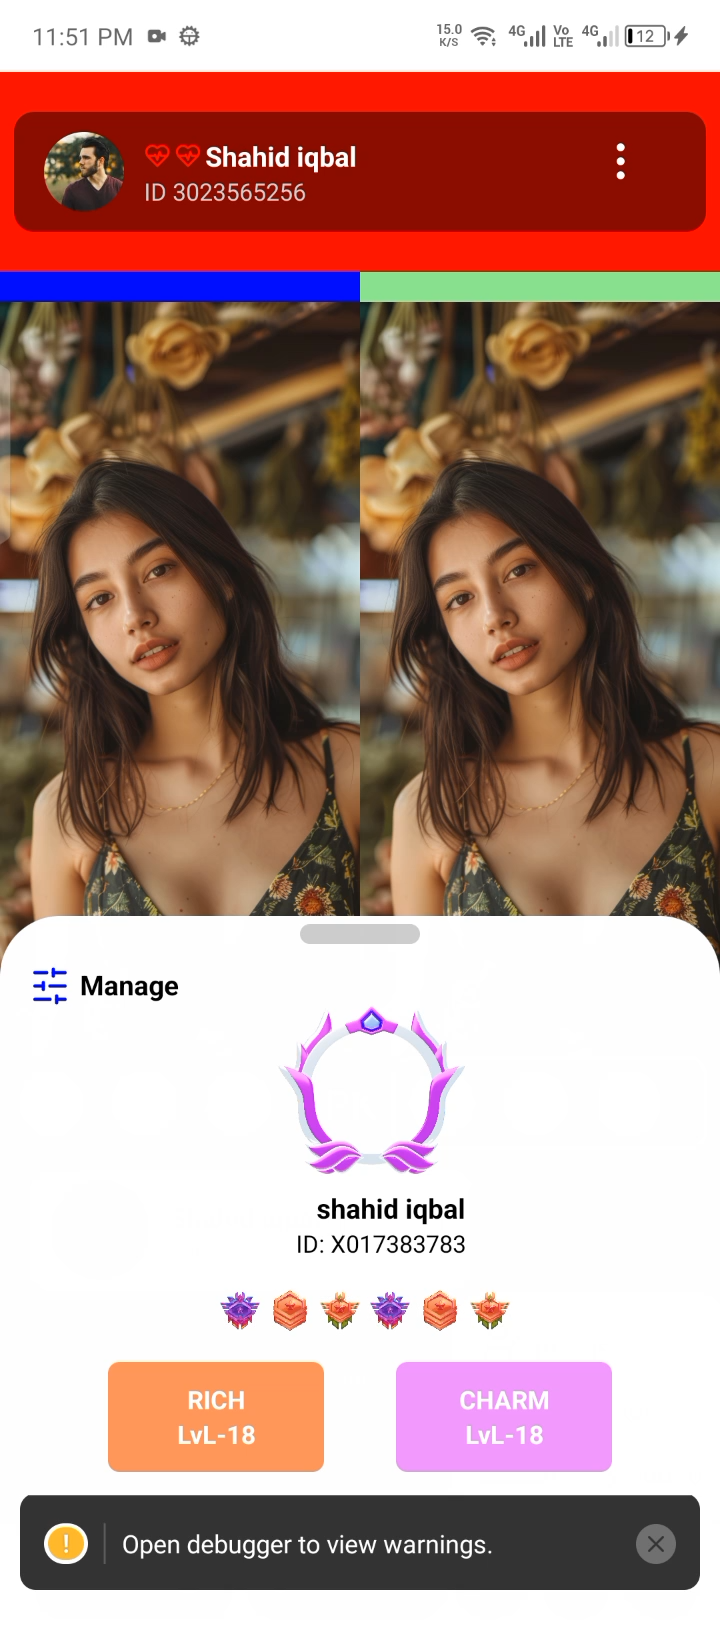 11:51 PM
15.0
K/S
4G
Vo
LTE
4G
12
Shahid iqbal
ID 3023565256
Manage
shahid iqbal
ID: X017383783
RICH
LvL-18
CHARM
LvL-18
Open debugger to view warnings.